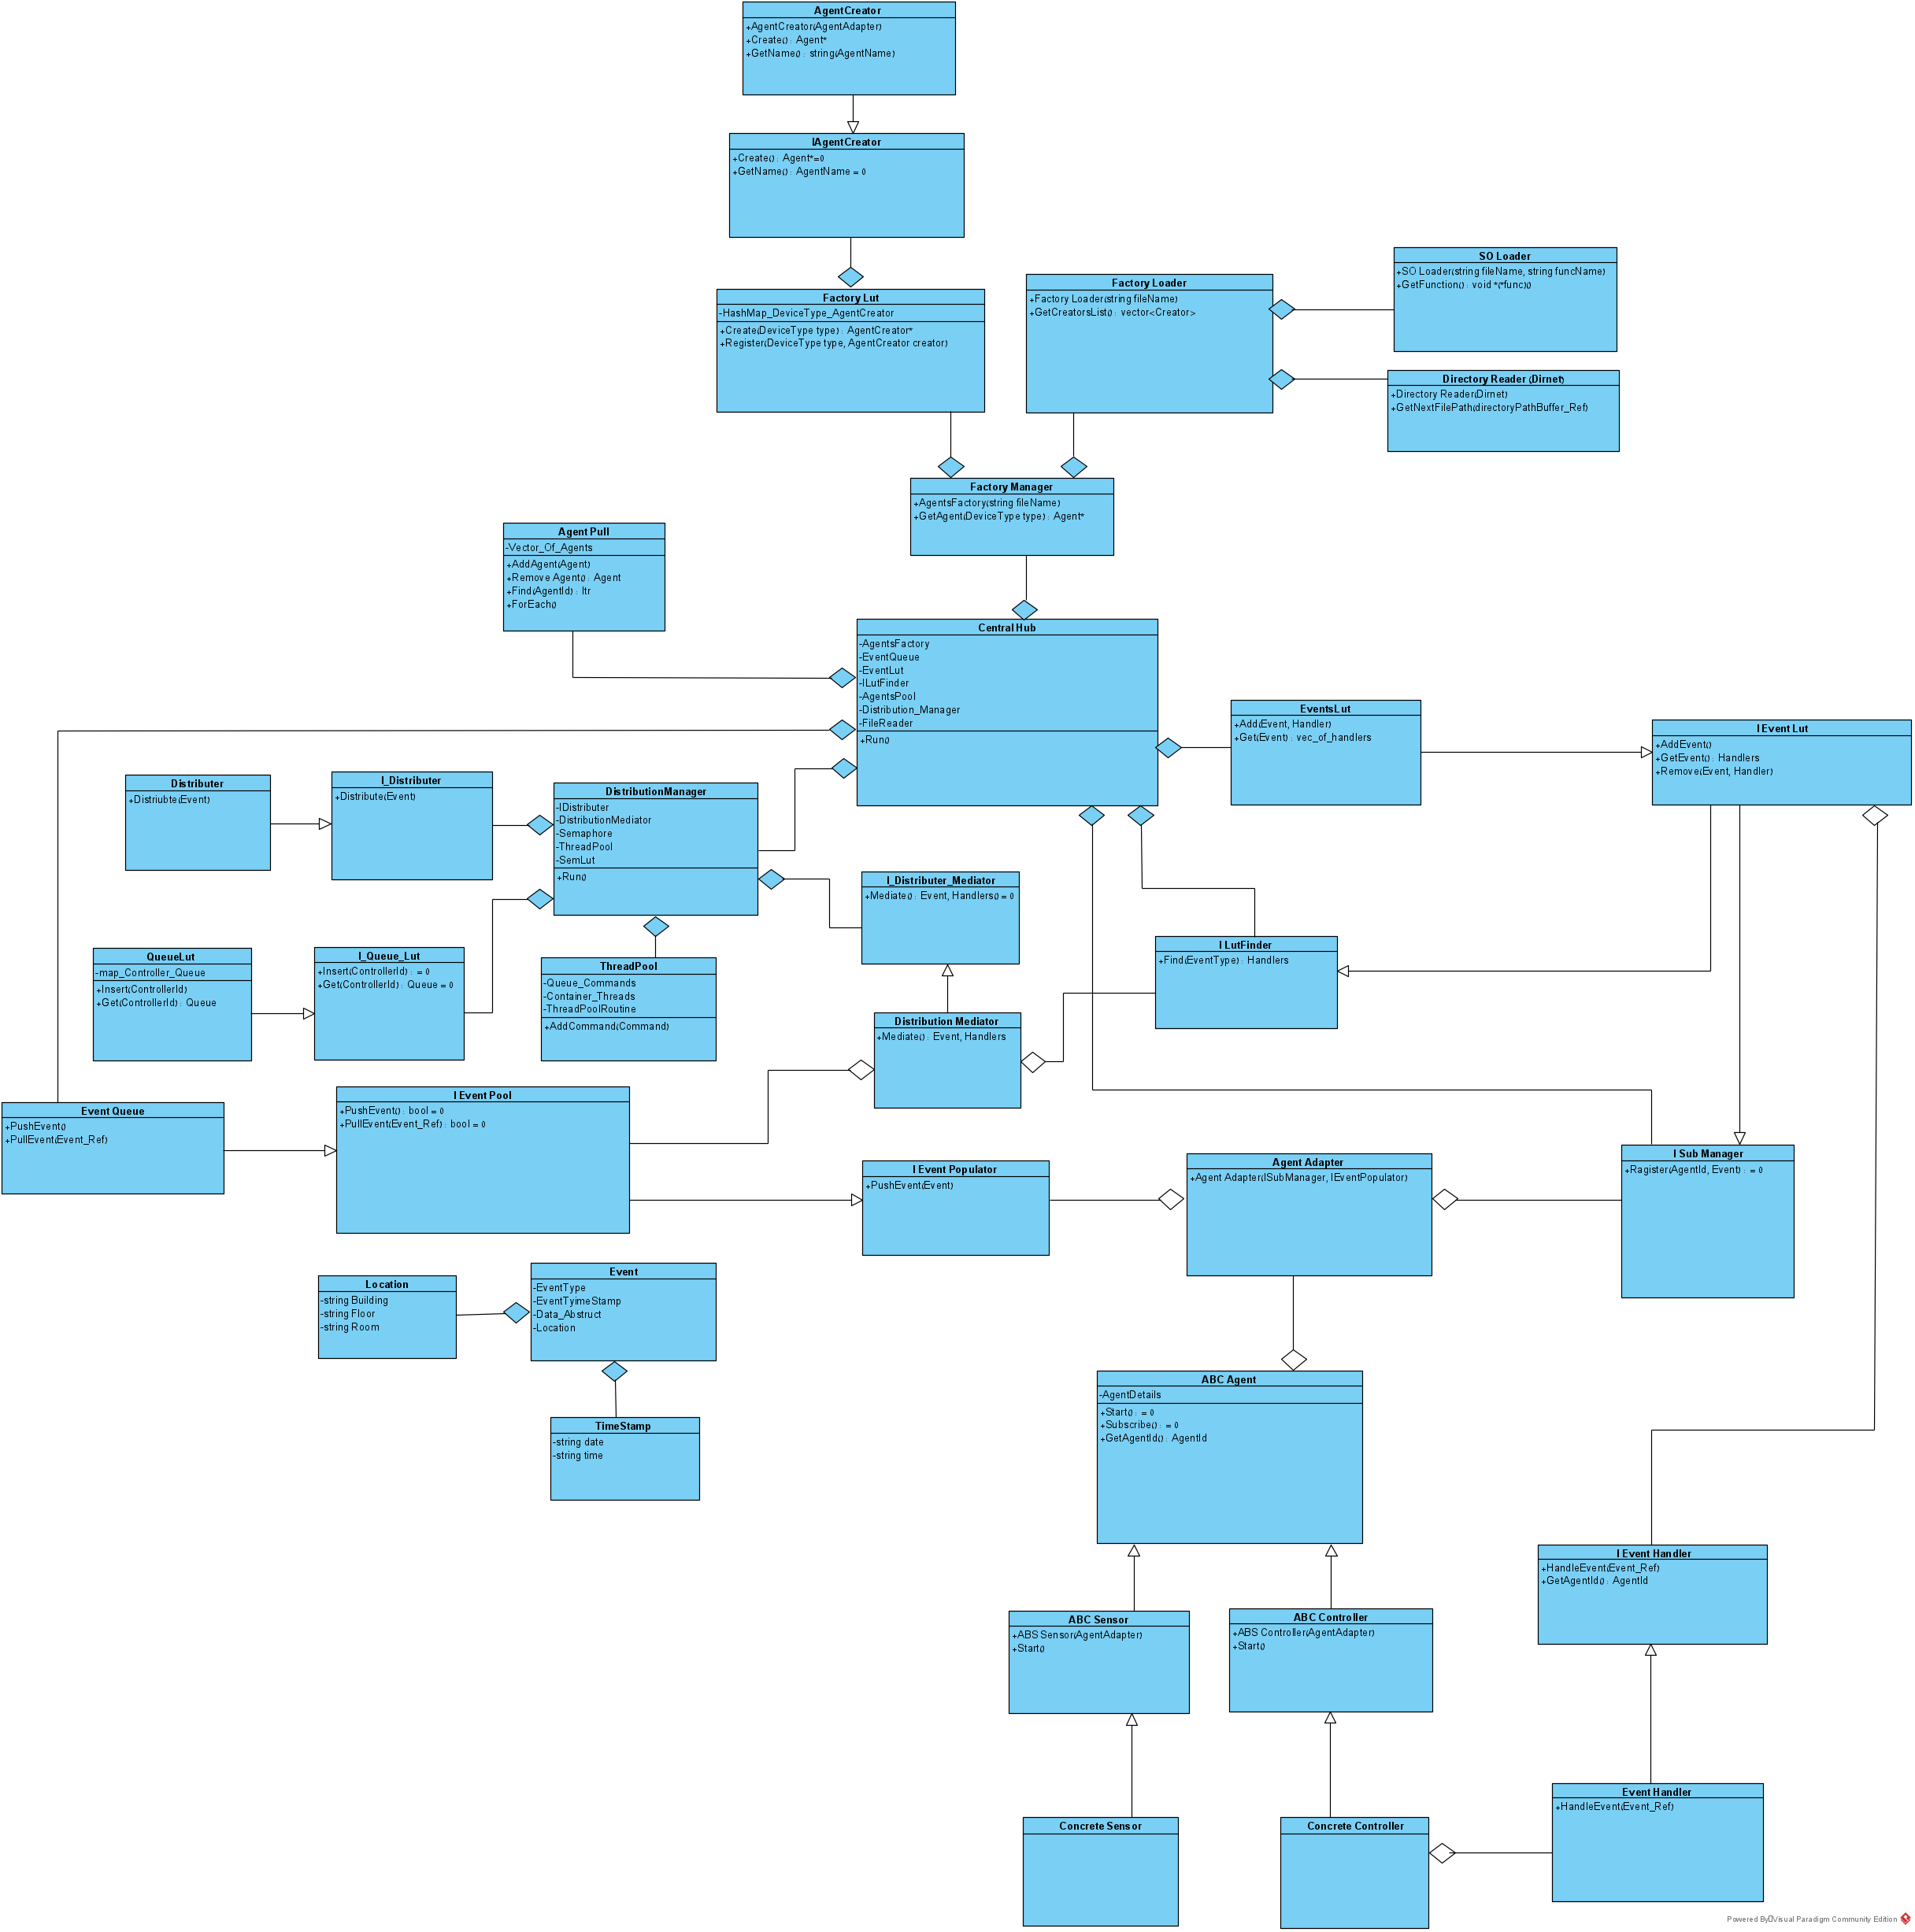 AgentCreator
+AgentCreator(AgentAdapter)
+Create() : Agent*
+GetName() : string(AgentName)
IAgentCreator
+Create() : Agent*=0
+GetName() : AgentName = 0
Factory Lut
-HashMap_DeviceType_AgentCreator
+Create(DeviceType type) : AgentCreator*
+Register(DeviceType type, AgentCreator creator)
Factory Loader
+Factory Loader(string fileName)
+GetCreatorsList() : vector<Creator>
SO Loader
+SO Loader(string fileName, string funcName)
+GetFunction() : void *(*func)()
Directory Reader (Dirnet)
+Directory Reader(Dirnet)
+GetNextFilePath(directoryPathBuffer_Ref)
Factory Manager
+AgentsFactory(string fileName)
+GetAgent(DeviceType type) : Agent*
Agent Pull
-Vector_Of_Agents
+AddAgent(Agent)
+Remove Agent() : Agent
+Find(AgentId) : Itr
+ForEach()
Central Hub
-AgentsFactory
-EventQueue
-EventLut
-ILutFinder
-AgentsPool
-Distribution_Manager
-FileReader
+Run()
EventsLut
+Add(Event, Handler)
+Get(Event) : vec_of_handlers
I Event Lut
+AddEvent()
+GetEvent() : Handlers
+Remove(Event, Handler)
Distributer
+Distriubte(Event)
I_Distributer
+Distribute(Event)
DistributionManager
-IDistributer
-DistributionMediator
-Semaphore
-ThreadPool
-SemLut
+Run()
I_Distributer_Mediator
+Mediate() : Event, Handlers() = 0
I LutFinder
+Find(EventType) : Handlers
QueueLut
-map_Controller_Queue
+Insert(ControllerId)
+Get(ControllerId) : Queue
I_Queue_Lut
+Insert(ControllerId) : = 0
+Get(ControllerId) : Queue = 0
ThreadPool
-Queue_Commands
-Container_Threads
-ThreadPoolRoutine
+AddCommand(Command)
Distribution Mediator
+Mediate() : Event, Handlers
Event Queue
+PushEvent()
+PullEvent(Event_Ref)
I Event Pool
+PushEvent() : bool = 0
+PullEvent(Event_Ref) : bool = 0
I Event Populator
+PushEvent(Event)
Agent Adapter
+Agent Adapter(ISubManager, IEventPopulator)
I Sub Manager
+Ragister(AgentId, Event) : = 0
Location
-string Building
-string Floor
-string Room
Event
-EventType
-EventTyimeStamp
-Data_Abstruct
-Location
TimeStamp
-string date
-string time
ABC Agent
-AgentDetails
+Start() : = 0
+Subscribe() : = 0
+GetAgentId() : AgentId
I Event Handler
+HandleEvent(Event_Ref)
+GetAgentId() : AgentId
ABC Sensor
+ABS Sensor(AgentAdapter)
+Start()
ABC Controller
+ABS Controller(AgentAdapter)
+Start()
Event Handler
+HandleEvent(Event_Ref)
Concrete Sensor
Concrete Controller
Powered By Visual Paradigm Community Edition